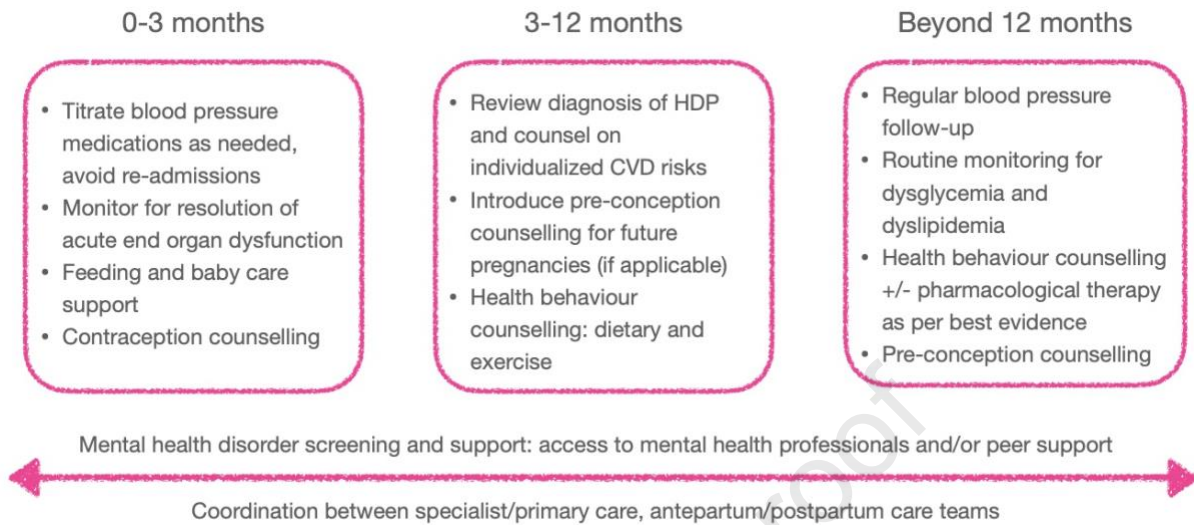 0-3 months
• Titrate blood pressure
medications as needed,
avoid re-admissions
• Monitor for resolution of
acute end organ dysfunction
• Feeding and baby care
support
• Contraception counselling
3-12 months
• Review diagnosis of HDP
and counsel on
individualized CVD risks
• Introduce pre-conception
counselling for future
pregnancies (if applicable)
• Health behaviour
counselling: dietary and
exercise
Beyond 12 months
• Regular blood pressure
follow-up
• Routine monitoring for
dysglycemia and
dyslipidemia
• Health behaviour counselling
+/- pharmacological therapy
as per best evidence
• Pre-conception counselling
Mental health disorder screening and support: access to mental health professionals and/or peer support
Coordination between specialist/primary care, antepartum/postpartum care teams
roof